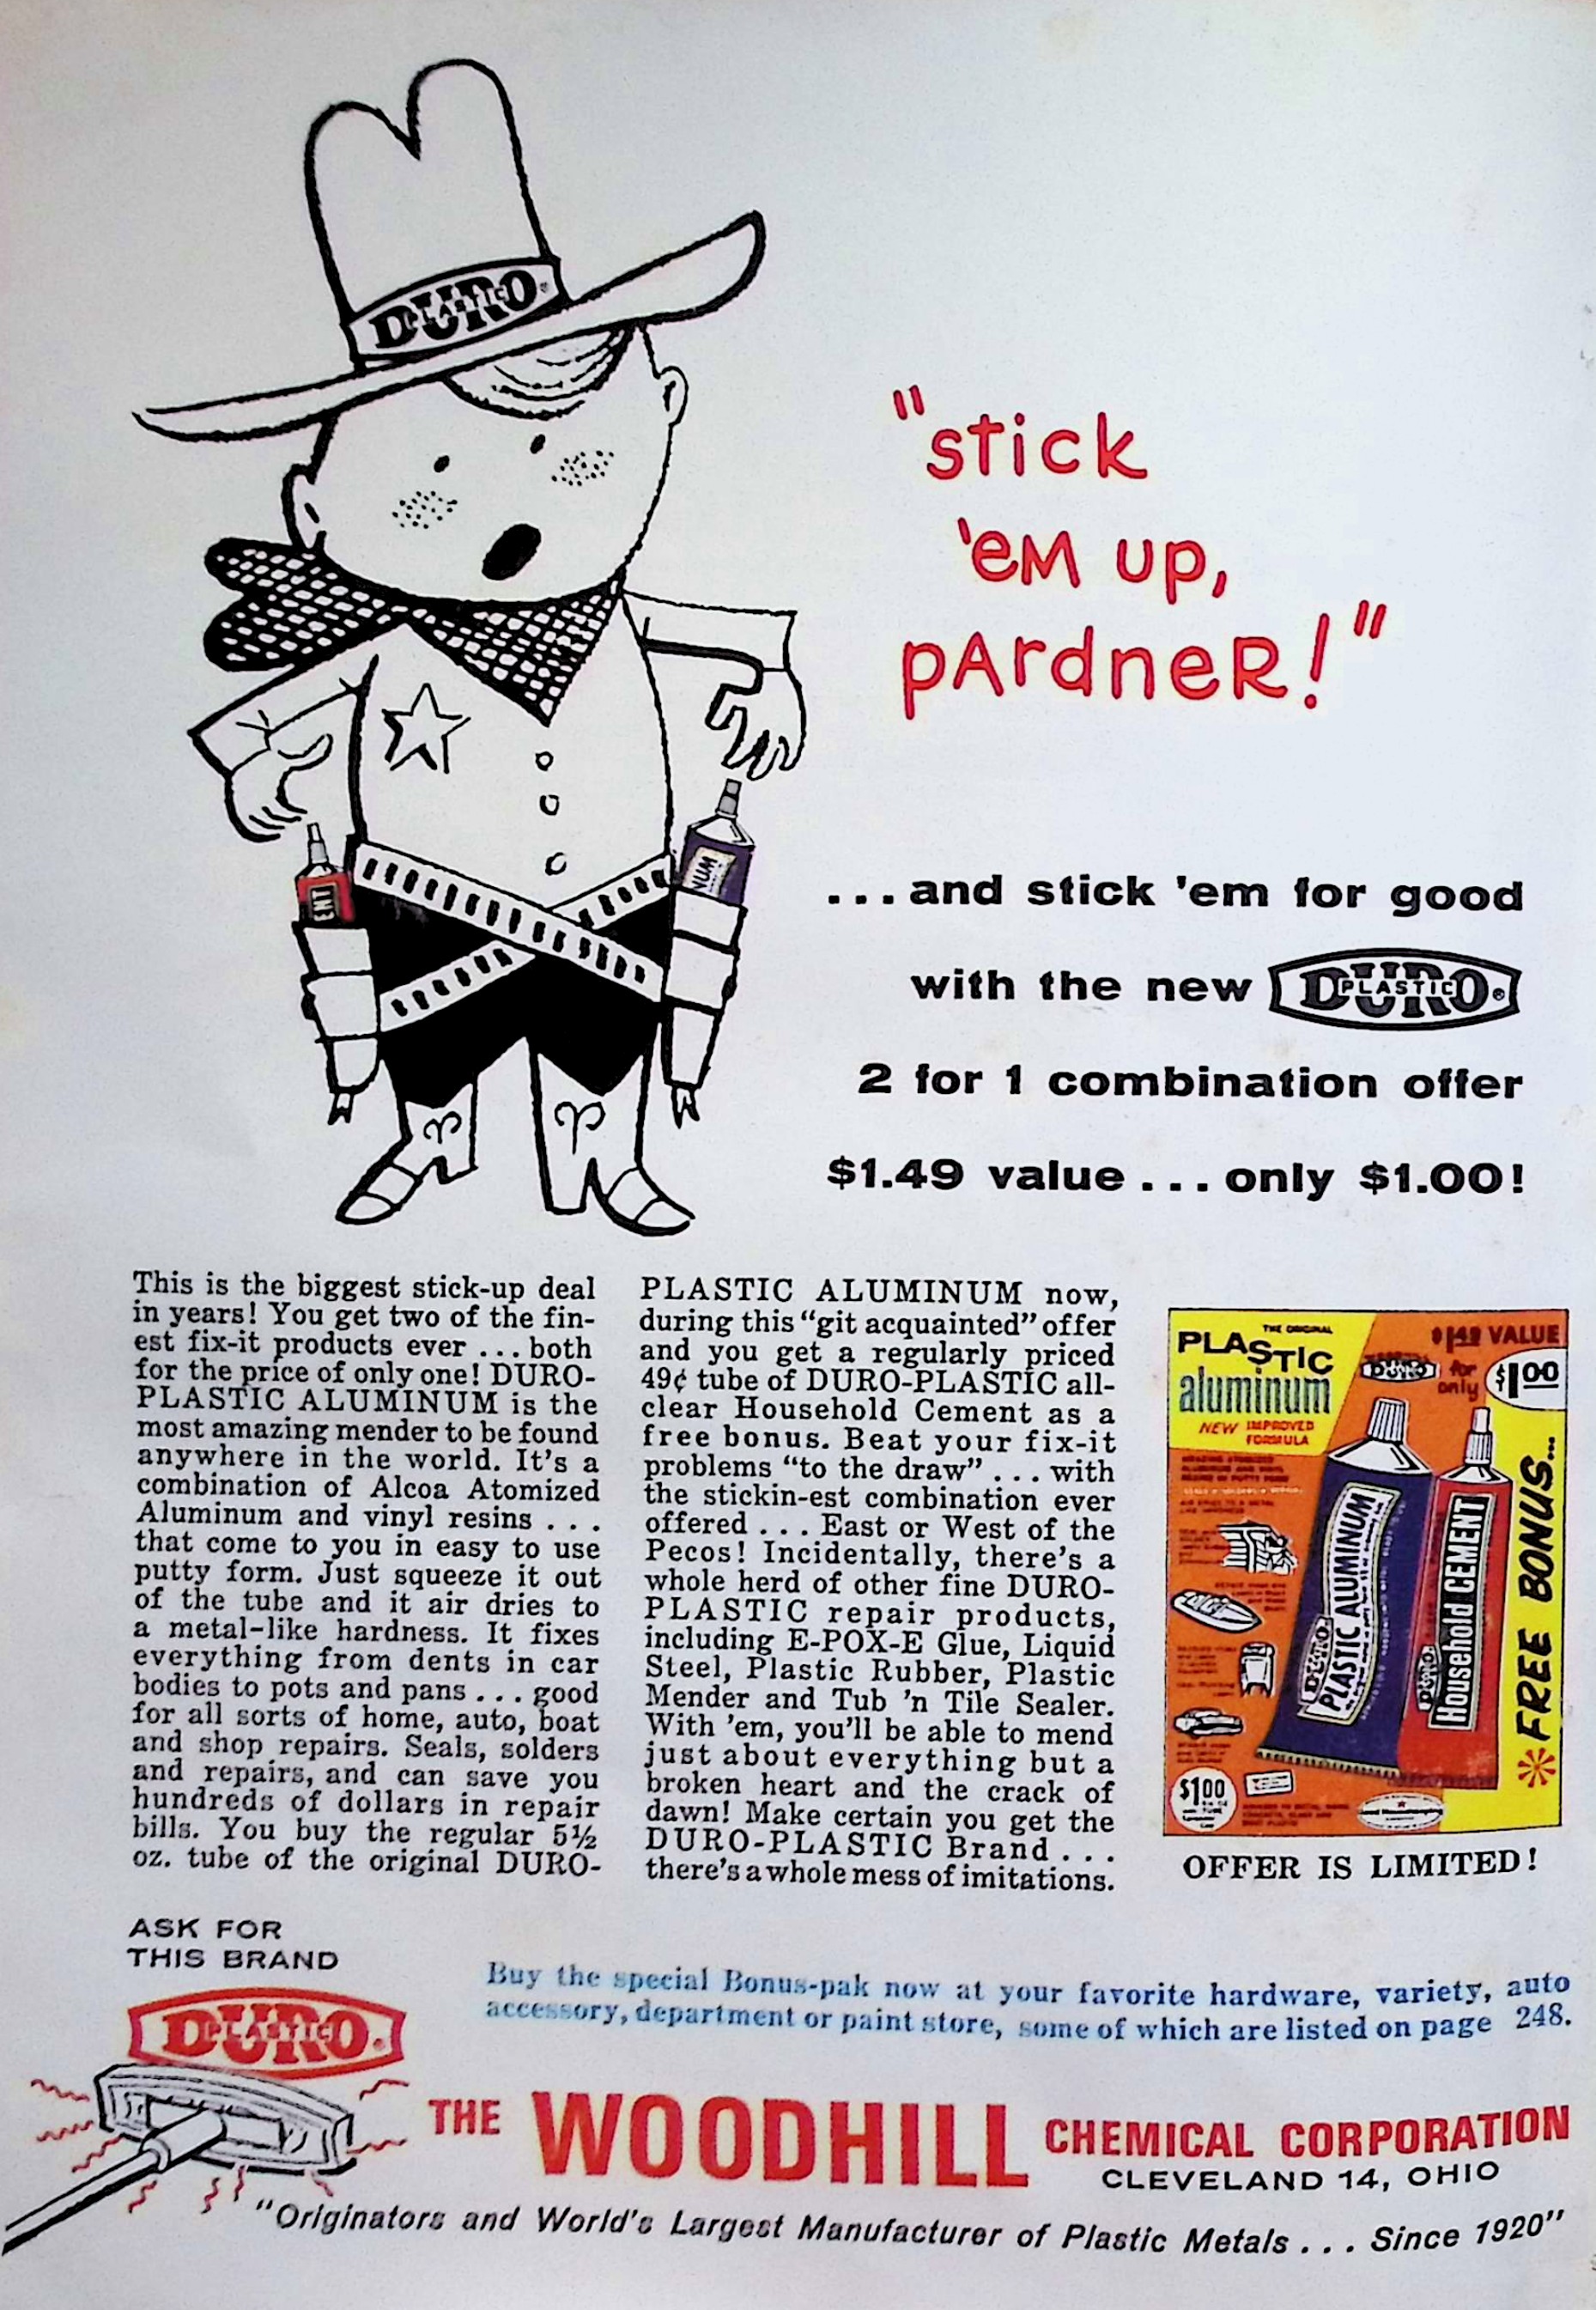 DURO
PLASTIC
"stick
'em up,
pardner!"
ENT
NUM
...and stick 'em for good
with the new DURO PLASTIC ®
2 for 1 combination offer
$1.49 value... only $1.00!
This is the biggest stick-up deal
in years! You get two of the fin-
est fix-it products ever ... both
for the price of only one! DURO-
PLASTIC ALUMINUM is the
most amazing mender to be found
anywhere in the world. It's a
combination of Alcoa Atomized
Aluminum and vinyl resins ...
that come to you in easy to use
putty form. Just squeeze it out
of the tube and it air dries to
a metal-like hardness. It fixes
everything from dents in car
bodies to pots and pans ... good
for all sorts of home, auto, boat
and shop repairs. Seals, solders
and repairs, and can save you
hundreds of dollars in repair
bills. You buy the regular 5½
oz. tube of the original DURO-
PLASTIC ALUMINUM now,
during this "git acquainted" offer
and you get a regularly priced
49¢ tube of DURO-PLASTIC all-
clear Household Cement as a
free bonus. Beat your fix-it
problems "to the draw" ... with
the stickin-est combination ever
offered ... East or West of the
Pecos! Incidentally, there's a
whole herd of other fine DURO-
PLASTIC repair products,
including E-POX-E Glue, Liquid
Steel, Plastic Rubber, Plastic
Mender and Tub 'n Tile Sealer.
With 'em, you'll be able to mend
just about everything but a
broken heart and the crack of
dawn! Make certain you get the
DURO-PLASTIC Brand ...
there's a whole mess of imitations.
THE ORIGINAL
PLASTIC
aluminum
NEW IMPROVED
FORMULA
$1.49 VALUE
DURO for
only $1.00
DURO
PLASTIC ALUMINUM
DURO
Household CEMENT
FREE BONUS...
$1.00
Good Housekeeping
OFFER IS LIMITED!
ASK FOR
THIS BRAND
DURO
PLASTIC ®
Buy the special Bonus-pak now at your favorite hardware, variety, auto
accessory, department or paint store, some of which are listed on page 248.
THE WOODHILL CHEMICAL CORPORATION
CLEVELAND 14, OHIO
"Originators and World's Largest Manufacturer of Plastic Metals ... Since 1920"